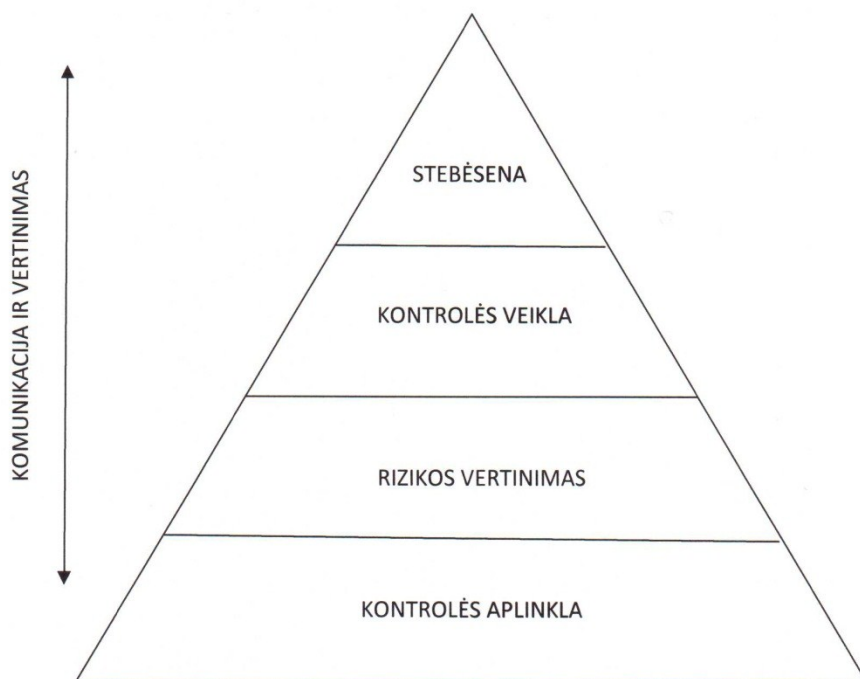 KOMUNIKACIJA IR VERTINIMAS
STEBĖSENA
KONTROLĖS VEIKLA
RIZIKOS VERTINIMAS
KONTROLĖS APLINKLA